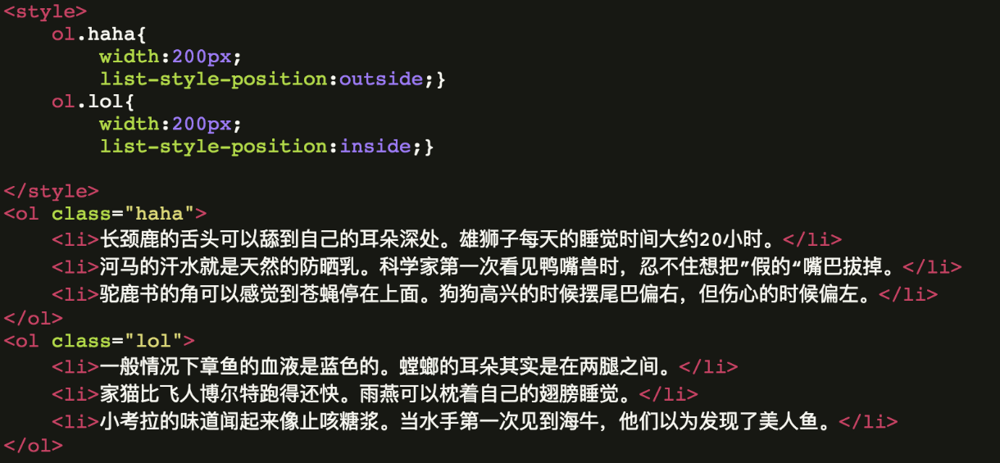 <style>
    ol.haha{
        width:200px;
        list-style-position:outside;}
    ol.lol{
        width:200px;
        list-style-position:inside;}

</style>
<ol class="haha">
    <li>长颈鹿的舌头可以舔到自己的耳朵深处。雄狮子每天的睡觉时间大约20小时。</li>
    <li>河马的汗水就是天然的防晒乳。科学家第一次看见鸭嘴兽时，忍不住想把”假的“嘴巴拔掉。</li>
    <li>驼鹿书的角可以感觉到苍蝇停在上面。狗狗高兴的时候摆尾巴偏右，但伤心的时候偏左。</li>
</ol>
<ol class="lol">
    <li>一般情况下章鱼的血液是蓝色的。螳螂的耳朵其实是在两腿之间。</li>
    <li>家猫比飞人博尔特跑得还快。雨燕可以枕着自己的翅膀睡觉。</li>
    <li>小考拉的味道闻起来像止咳糖浆。当水手第一次见到海牛，他们以为发现了美人鱼。</li>
</ol>